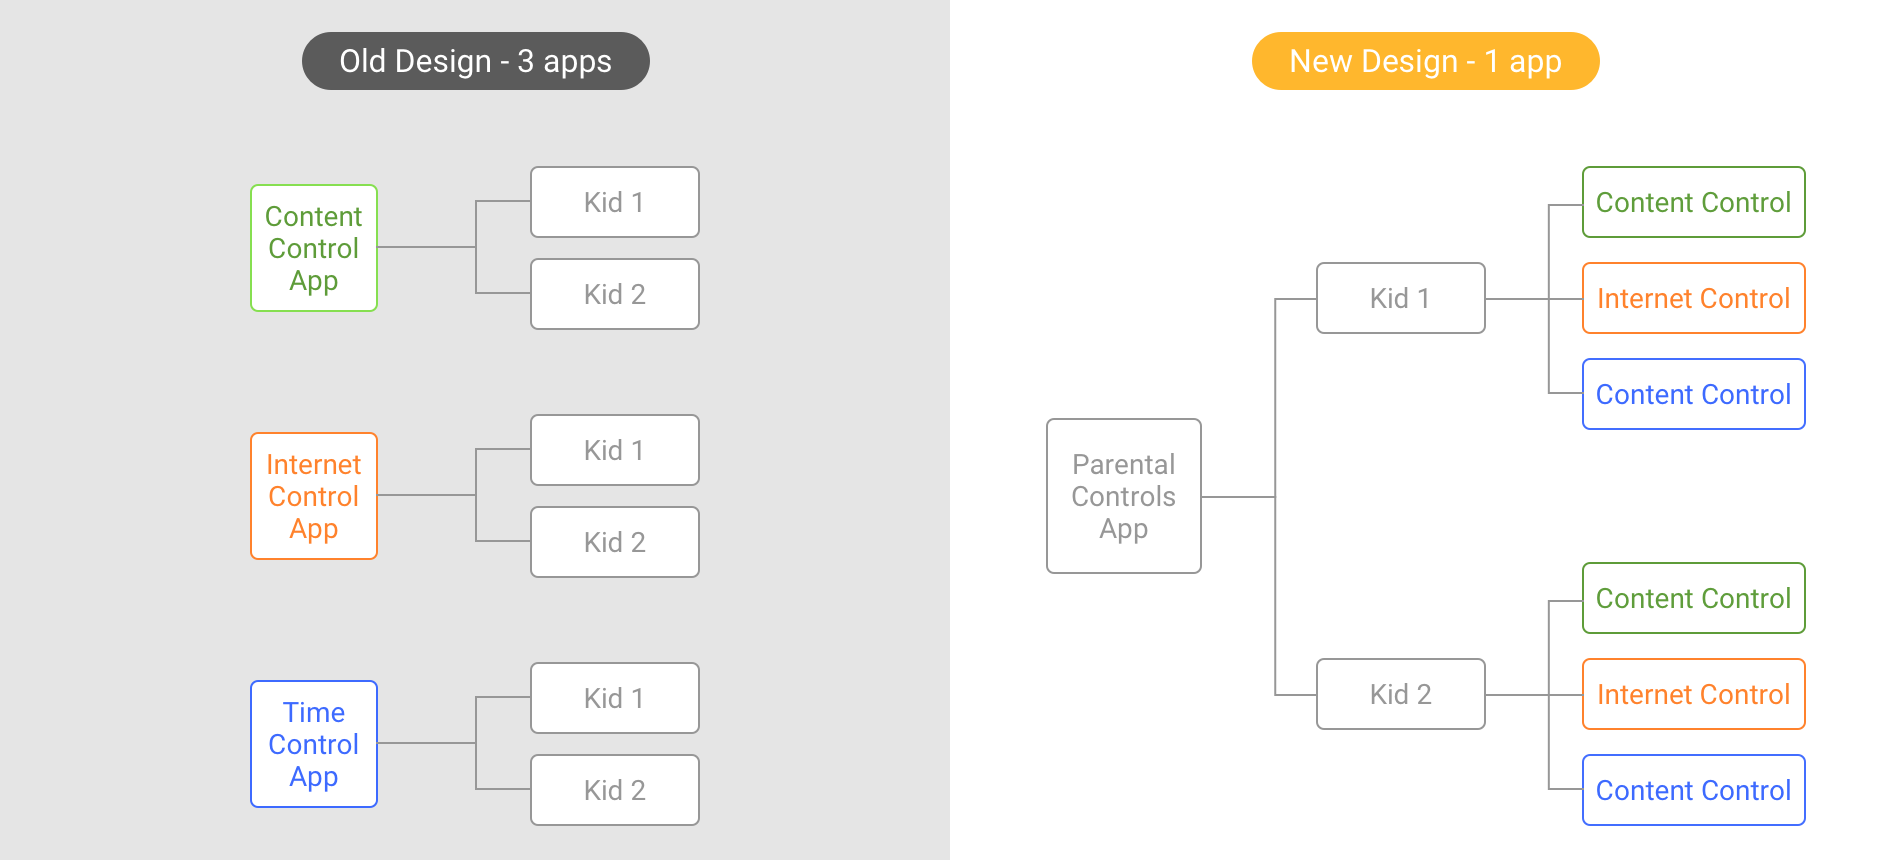 Old Design - 3 apps
Content
Control
App
Kid 1
Kid 2
Internet
Control
App
Kid 1
Kid 2
Time
Control
App
Kid 1
Kid 2
New Design - 1 app
Parental
Controls
App
Kid 1
Content Control
Internet Control
Content Control
Kid 2
Content Control
Internet Control
Content Control